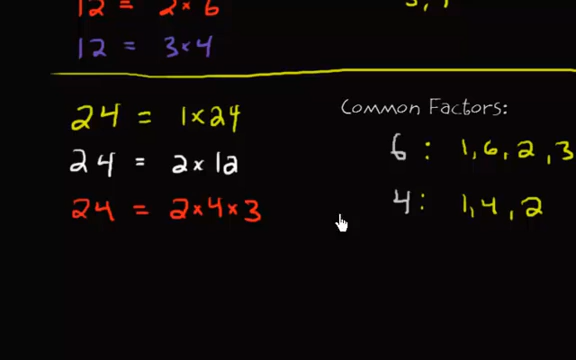 12 = 2 × 6
12 = 3×4
24 = 1×24
24 = 2×12
24 = 2×4×3
Common Factors:
6: 1, 6, 2, 3
4: 1, 4, 2